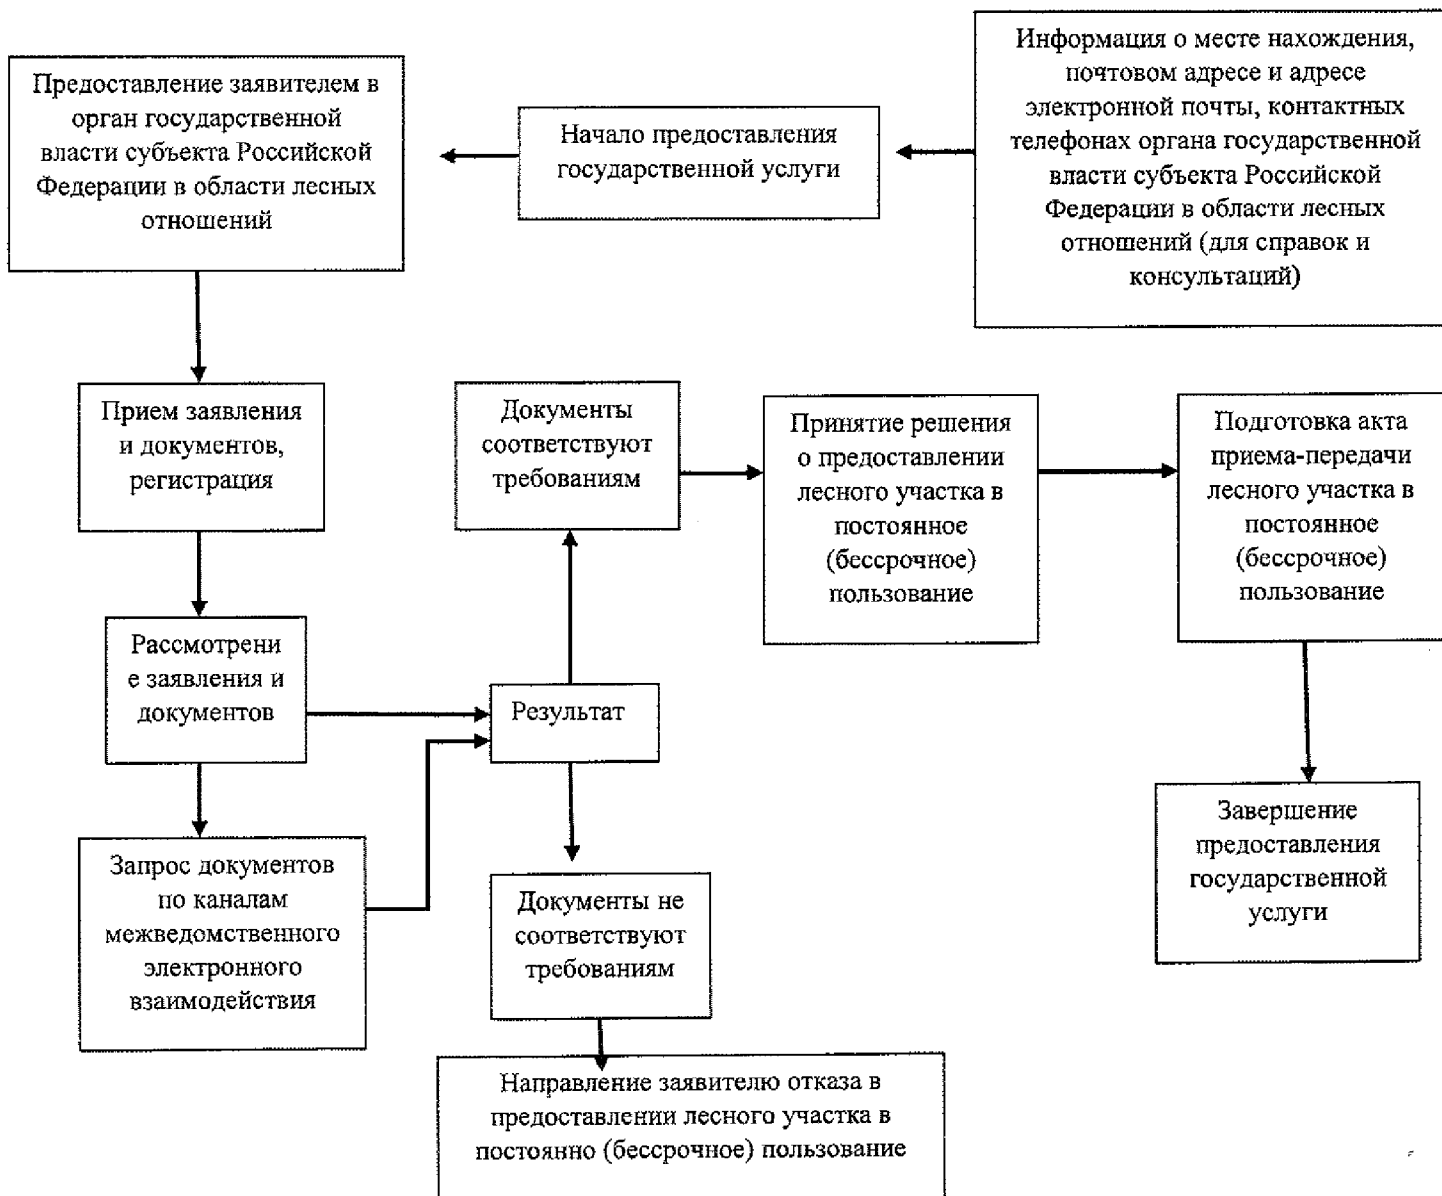 Информация о месте нахождения,
почтовом адресе и адресе
электронной почты, контактных
телефонах органа государственной
власти субъекта Российской
Федерации в области лесных
отношений (для справок и
консультаций)
Начало предоставления
государственной услуги
Предоставление заявителем в
орган государственной
власти субъекта Российской
Федерации в области лесных
отношений
Прием заявления
и документов,
регистрация
Рассмотрени
е заявления и
документов
Запрос документов
по каналам
межведомственного
электронного
взаимодействия
Результат
Документы
соответствуют
требованиям
Принятие решения
о предоставлении
лесного участка в
постоянное
(бессрочное)
пользование
Подготовка акта
приема-передачи
лесного участка в
постоянное
(бессрочное)
пользование
Завершение
предоставления
государственной
услуги
Документы не
соответствуют
требованиям
Направление заявителю отказа в
предоставлении лесного участка в
постоянно (бессрочное) пользование